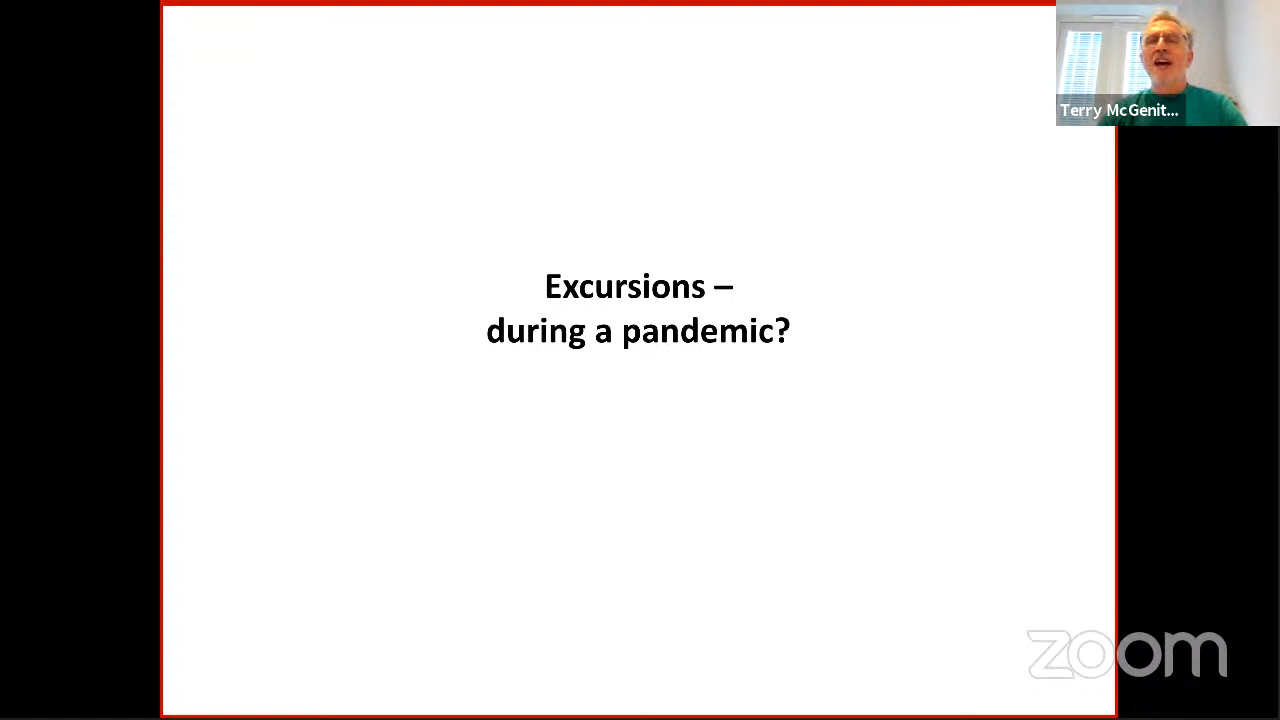 Terry McGenit...
Excursions –
during a pandemic?
zoom